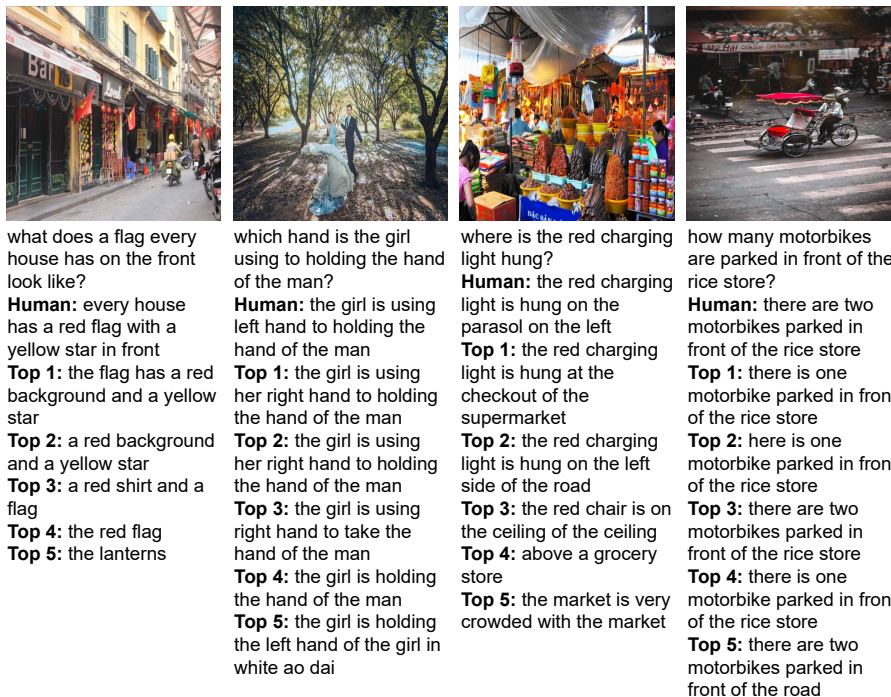 Bar
Mỹ Hải
ĐẶC SẢN
what does a flag every
house has on the front
look like?
Human: every house
has a red flag with a
yellow star in front
Top 1: the flag has a red
background and a yellow
star
Top 2: a red background
and a yellow star
Top 3: a red shirt and a
flag
Top 4: the red flag
Top 5: the lanterns
which hand is the girl
using to holding the hand
of the man?
Human: the girl is using
left hand to holding the
hand of the man
Top 1: the girl is using
her right hand to holding
the hand of the man
Top 2: the girl is using
her right hand to holding
the hand of the man
Top 3: the girl is using
right hand to take the
hand of the man
Top 4: the girl is holding
the hand of the man
Top 5: the girl is holding
the left hand of the girl in
white ao dai
where is the red charging
light hung?
Human: the red charging
light is hung on the
parasol on the left
Top 1: the red charging
light is hung at the
checkout of the
supermarket
Top 2: the red charging
light is hung on the left
side of the road
Top 3: the red chair is on
the ceiling of the ceiling
Top 4: above a grocery
store
Top 5: the market is very
crowded with the market
how many motorbikes
are parked in front of the
rice store?
Human: there are two
motorbikes parked in
front of the rice store
Top 1: there is one
motorbike parked in fron
of the rice store
Top 2: here is one
motorbike parked in fron
of the rice store
Top 3: there are two
motorbikes parked in
front of the rice store
Top 4: there is one
motorbike parked in fron
of the rice store
Top 5: there are two
motorbikes parked in
front of the road